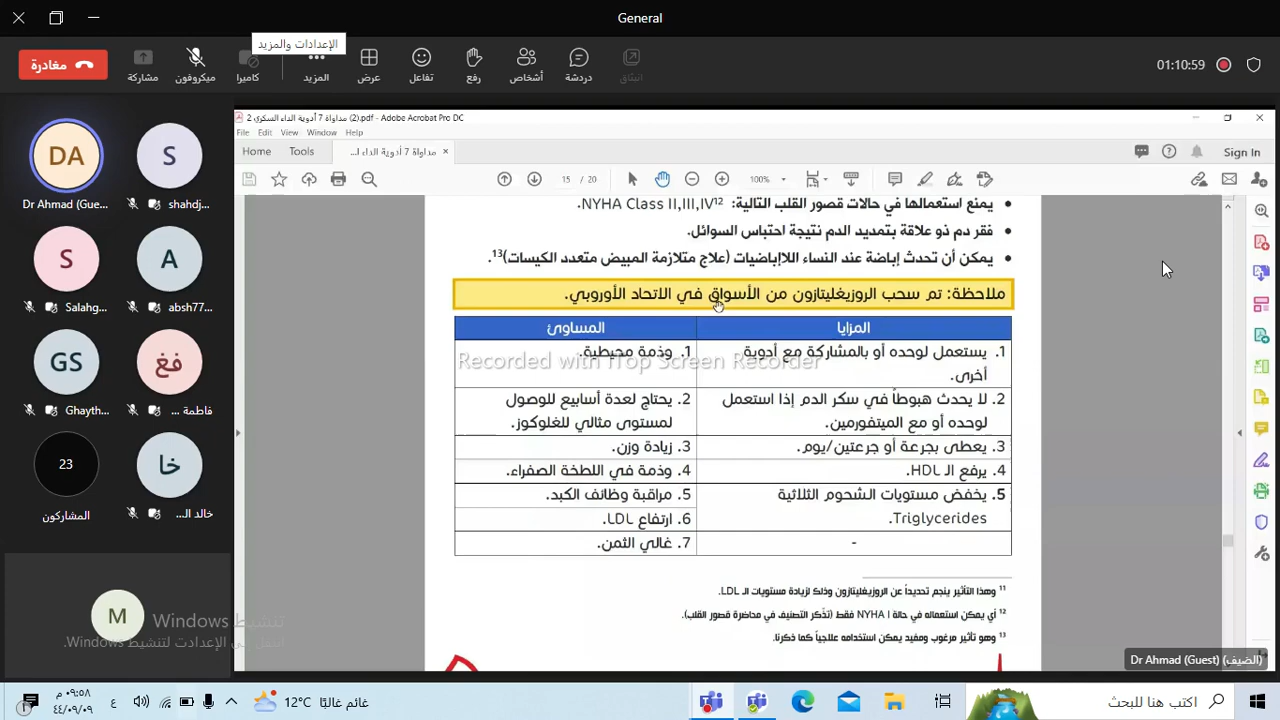 General
الإعدادات والمزيد
مغادرة
مشاركة
ميكروفون
كاميرا
المزيد
عرض
تفاعل
رفع
أشخاص
دردشة
انبثاق
01:10:59
DA
Dr Ahmad (Gue...
S
shahdj...
S
Salahg...
A
absh77...
GS
Ghayth...
فغ
فاطمة ...
23
المشاركون
خا
خالد الـ...
M
مداواة 7 أدوية الداء السكري 2 (2).pdf - Adobe Acrobat Pro DC
File Edit View Window Help
Home Tools
مداواة 7 أدوية الداء ا...
Sign In
15 / 20
100%
يمنع استعمالها في حالات قصور القلب التالية: NYHA Class II,III,IV¹².
فقر دم ذو علاقة بتمديد الدم نتيجة احتباس السوائل.
يمكن أن تحدث إباضة عند النساء اللاإباضيات (علاج متلازمة المبيض متعدد الكيسات)¹³.
ملاحظة: تم سحب الروزيغليتازون من الأسواق في الاتحاد الأوروبي.
المزايا
المساوئ
1. يستعمل لوحده أو بالمشاركة مع أدوية
أخرى.
1. وذمة محيطية.
Recorded with iTop Screen Recorder
2. لا يحدث هبوطاً في سكر الدم إذا استعمل
لوحده أو مع الميتفورمين.
2. يحتاج لعدة أسابيع للوصول
لمستوى مثالي للغلوكوز.
3. يعطى بجرعة أو جرعتين/يوم.
3. زيادة وزن.
4. يرفع الـ HDL.
4. وذمة في اللطخة الصفراء.
5. يخفض مستويات الشحوم الثلاثية
Triglycerides.
5. مراقبة وظائف الكبد.
6. ارتفاع LDL.
-
7. غالي الثمن.
¹¹ وهذا التأثير ينجم تحديداً عن الروزيغليتازون وذلك لزيادة مستويات الـ LDL.
¹² أي يمكن استعماله في حالة NYHA I فقط (تذكر التصنيف في محاضرة قصور القلب).
¹³ وهو تأثير مرغوب ومفيد يمكن استخدامه علاجياً كما ذكرنا.
تنشيط Windows
انتقل إلى الإعدادات لتنشيط Windows.
Dr Ahmad (Guest) (الضيف)
٠٩:٥٨ م
٤٤/٠٩/٠٩
ع
12°C غائم غالبًا
اكتب هنا للبحث